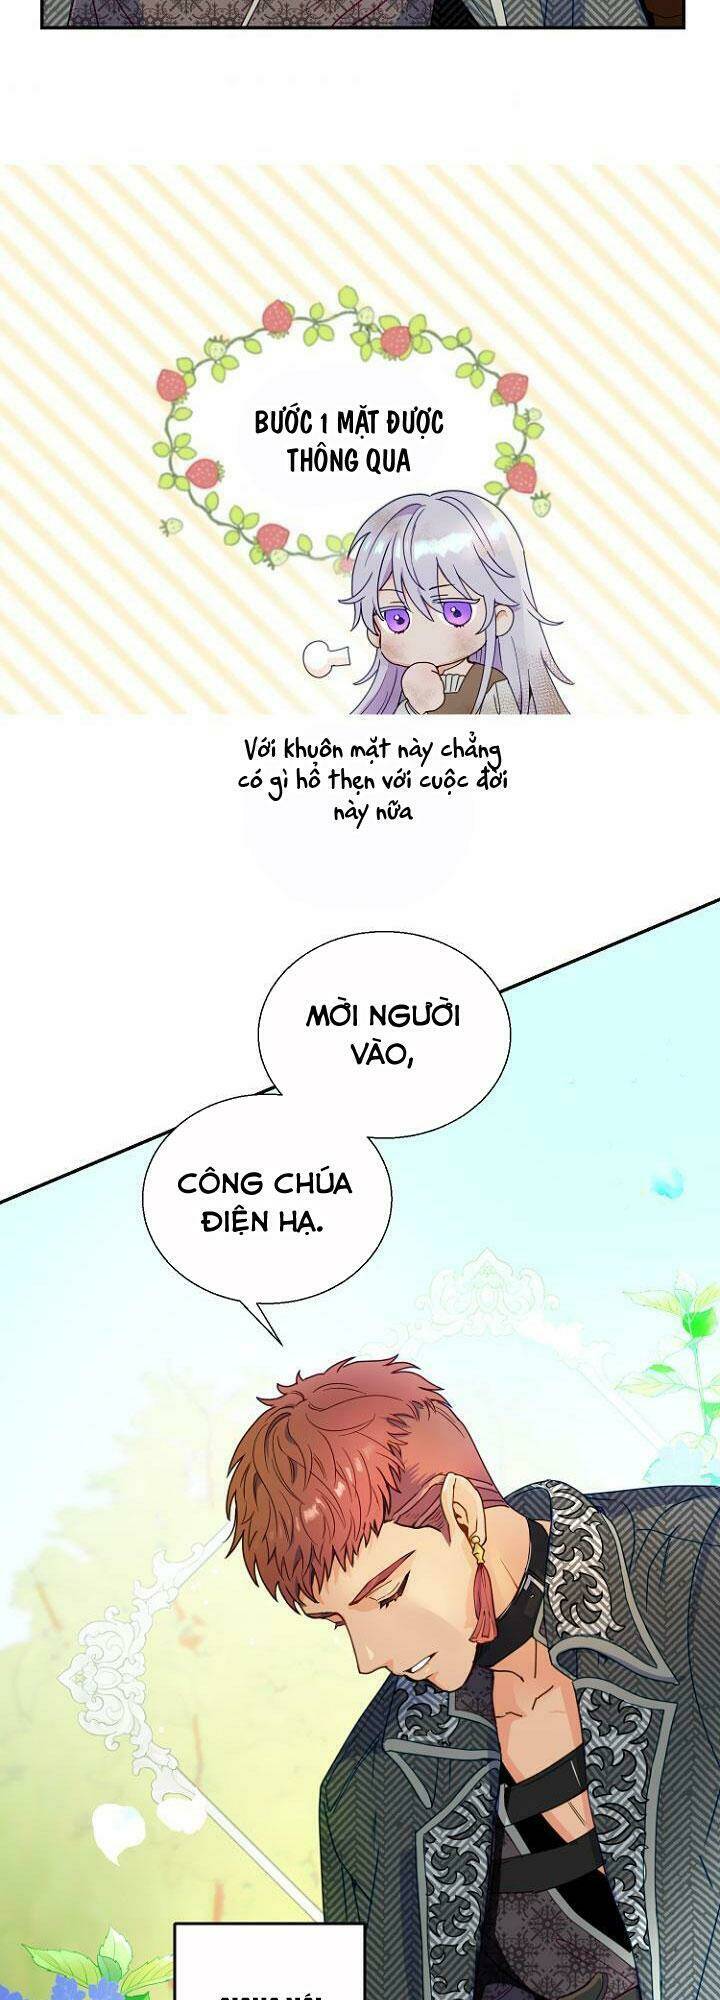 BƯỚC 1 MẶT ĐƯỢC
THÔNG QUA
Với khuôn mặt này chẳng
có gì hổ thẹn với cuộc đời
này nữa
MỜI NGƯỜI
VÀO,
CÔNG CHÚA
ĐIỆN HẠ.